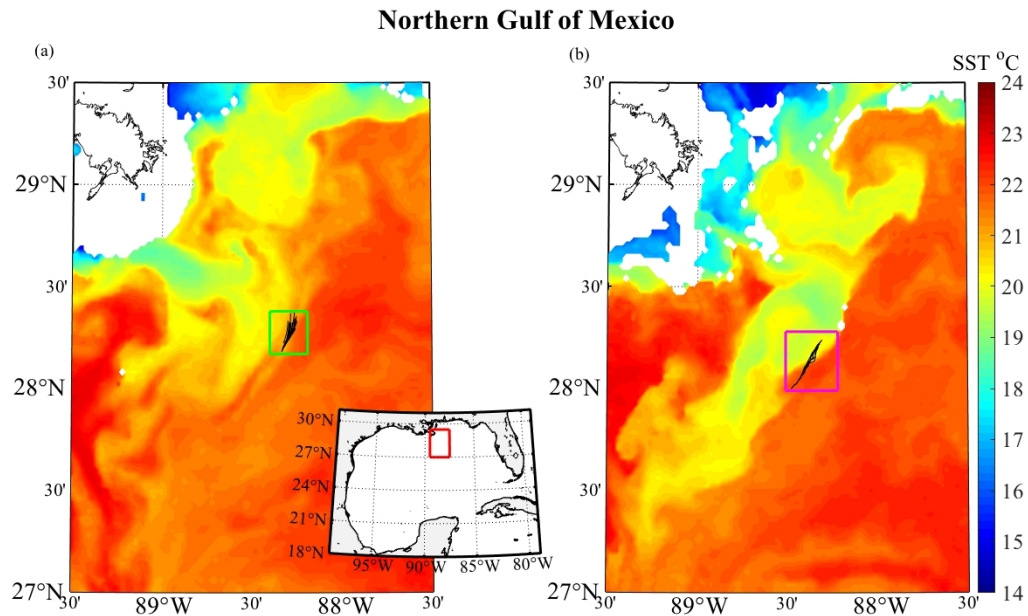 Northern Gulf of Mexico
(a)
(b)
SST °C
30'
29°N
30'
28°N
30'
27°N
30'
89°W
30'
88°W
30'
30°N
27°N
24°N
21°N
18°N
95°W
90°W
85°W
80°W
30'
29°N
30'
28°N
30'
27°N
30'
89°W
30'
88°W
30'
24
23
22
21
20
19
18
17
16
15
14